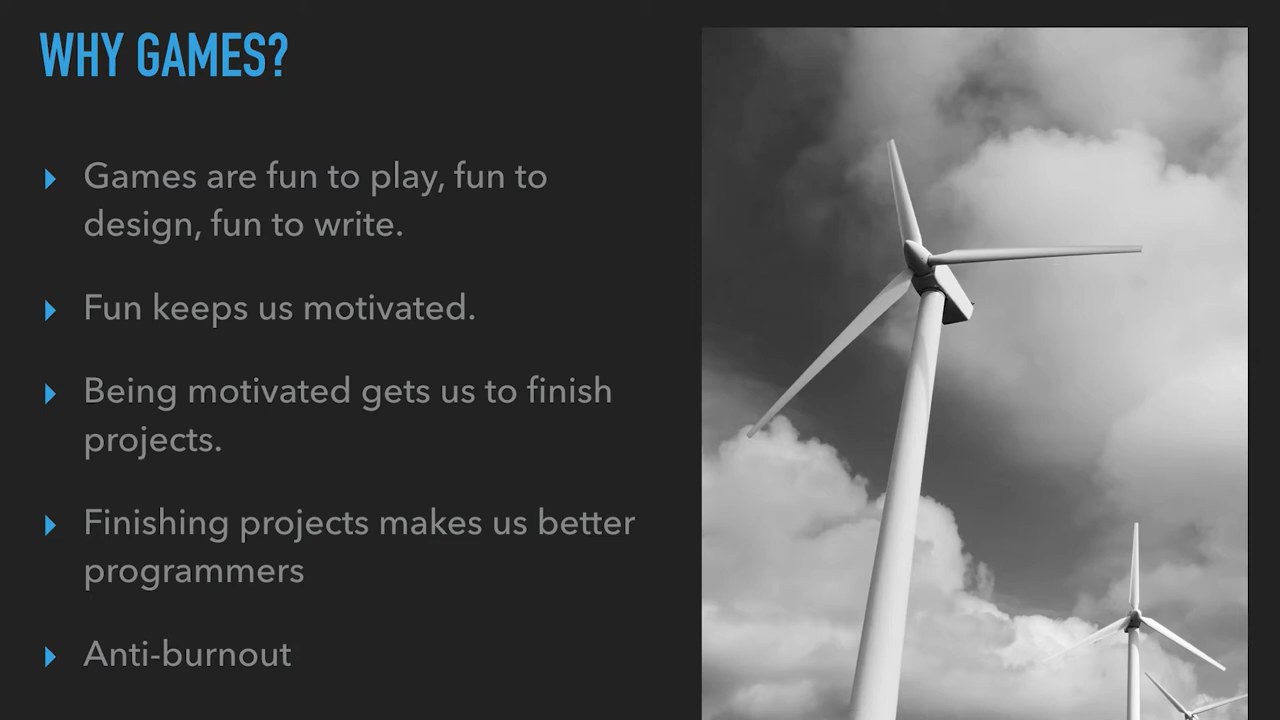 WHY GAMES?
Games are fun to play, fun to
design, fun to write.
Fun keeps us motivated.
Being motivated gets us to finish
projects.
Finishing projects makes us better
programmers
Anti-burnout